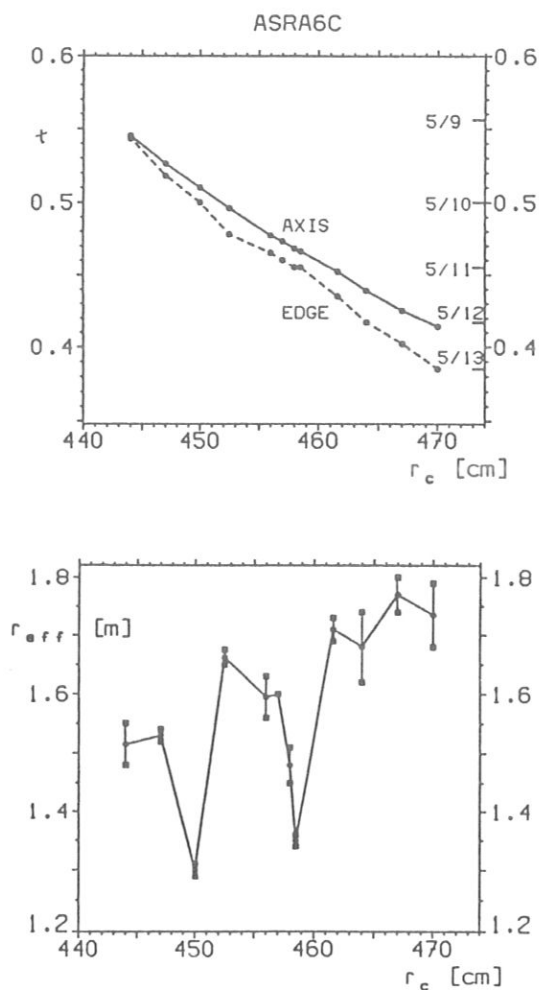 ASRA6C
0.6 0.6
ι 5/9
0.5 5/10 0.5
AXIS
5/11
EDGE 5/12
0.4 5/13 0.4
440 450 460 470
r_c [cm]
1.8 1.8
r_eff [m]
1.6 1.6
1.4 1.4
1.2 1.2
440 450 460 470
r_c [cm]